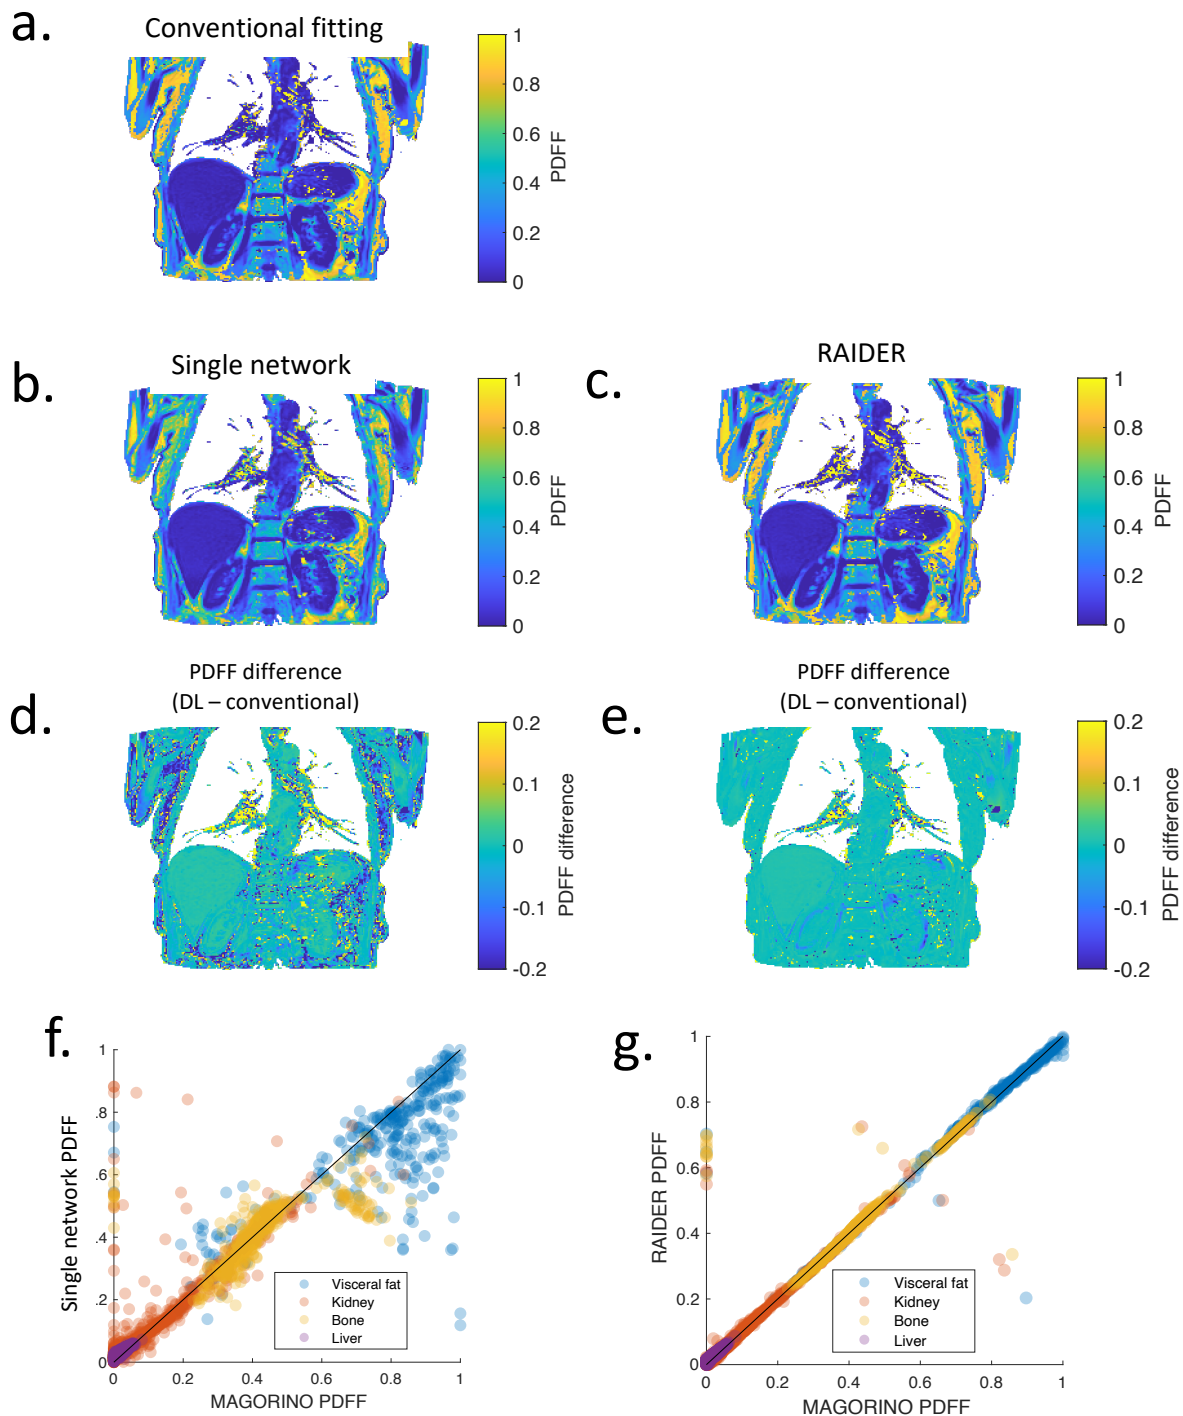 a.
Conventional fitting
1
0.8
0.6
0.4
0.2
0
PDFF
b.
Single network
1
0.8
0.6
0.4
0.2
0
PDFF
c.
RAIDER
1
0.8
0.6
0.4
0.2
0
PDFF
d.
PDFF difference
(DL – conventional)
0.2
0.1
0
-0.1
-0.2
PDFF difference
e.
PDFF difference
(DL – conventional)
0.2
0.1
0
-0.1
-0.2
PDFF difference
f.
1
.8
.6
.4
.2
0
Single network PDFF
Visceral fat
Kidney
Bone
Liver
0 0.2 0.4 0.6 0.8 1
MAGORINO PDFF
g.
1
0.8
0.6
0.4
0.2
0
RAIDER PDFF
Visceral fat
Kidney
Bone
Liver
0 0.2 0.4 0.6 0.8 1
MAGORINO PDFF